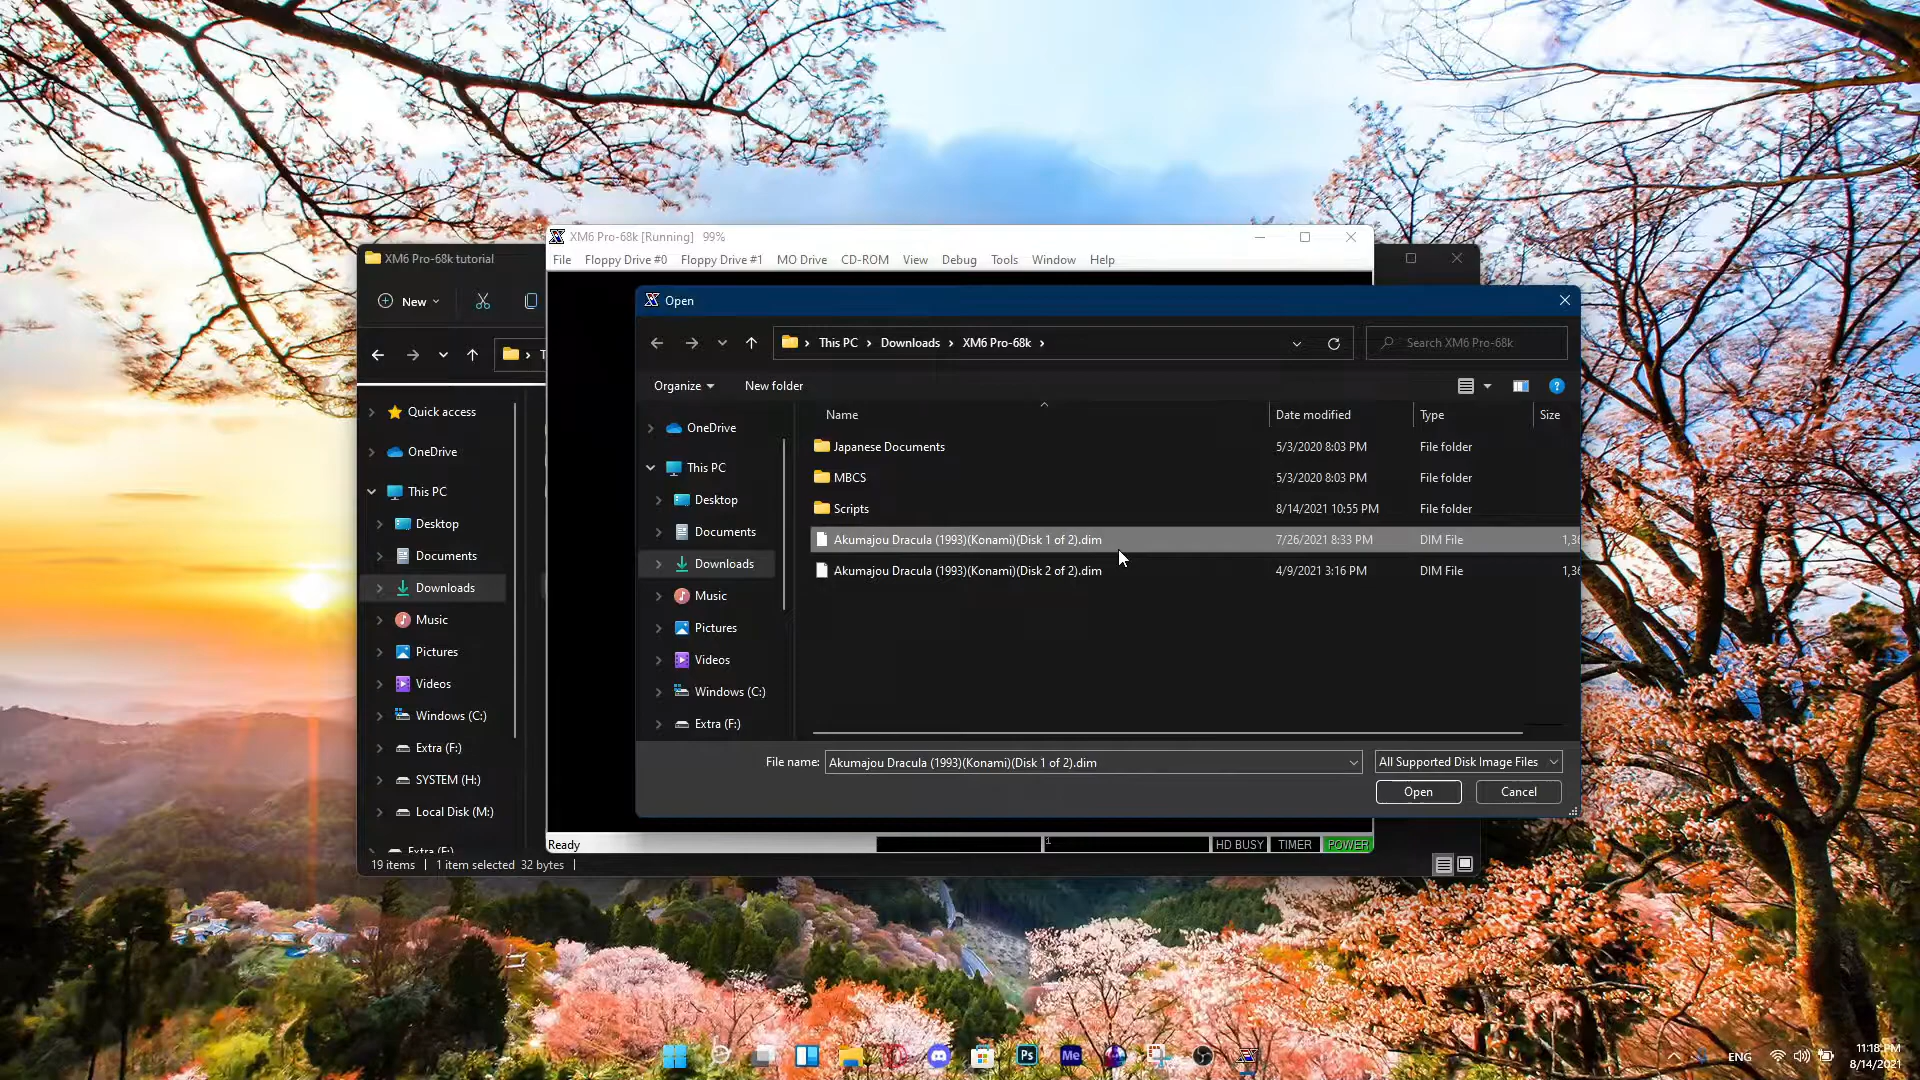 XM6 Pro-68k tutorial
New
T
Quick access
OneDrive
This PC
Desktop
Documents
Downloads
Music
Pictures
Videos
Windows (C:)
Extra (F:)
SYSTEM (H:)
Local Disk (M:)
Extra (F:)
19 items
1 item selected 32 bytes
XM6 Pro-68k [Running] 99%
File Floppy Drive #0 Floppy Drive #1 MO Drive CD-ROM View Debug Tools Window Help
Open
This PC > Downloads > XM6 Pro-68k >
Search XM6 Pro-68k
Organize
New folder
OneDrive
This PC
Desktop
Documents
Downloads
Music
Pictures
Videos
Windows (C:)
Extra (F:)
Name Date modified Type Size
Japanese Documents 5/3/2020 8:03 PM File folder
MBCS 5/3/2020 8:03 PM File folder
Scripts 8/14/2021 10:55 PM File folder
Akumajou Dracula (1993)(Konami)(Disk 1 of 2).dim 7/26/2021 8:33 PM DIM File 1,36
Akumajou Dracula (1993)(Konami)(Disk 2 of 2).dim 4/9/2021 3:16 PM DIM File 1,36
File name: Akumajou Dracula (1993)(Konami)(Disk 1 of 2).dim All Supported Disk Image Files
Open Cancel
Ready 1 HD BUSY TIMER POWER
Ps
Me
ENG
11:18 PM
8/14/2021